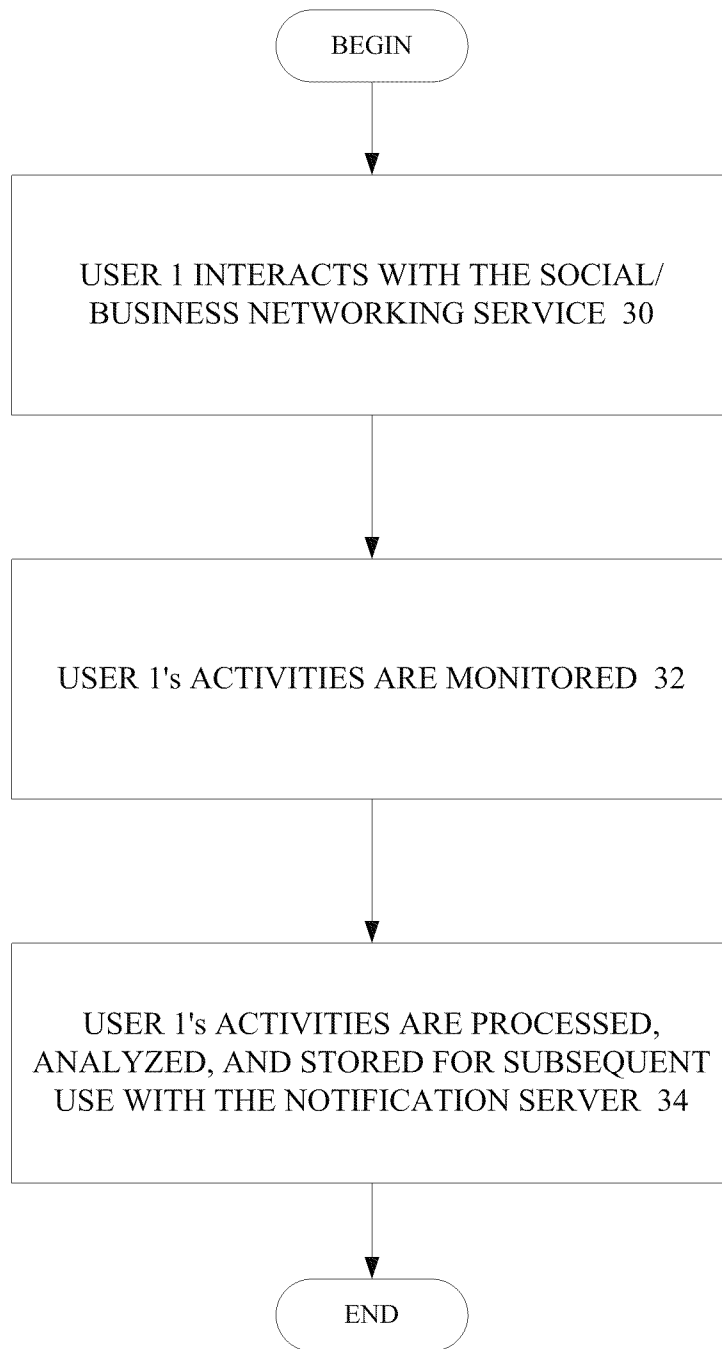 BEGIN
USER 1 INTERACTS WITH THE SOCIAL/
BUSINESS NETWORKING SERVICE 30
USER 1's ACTIVITIES ARE MONITORED 32
USER 1's ACTIVITIES ARE PROCESSED,
ANALYZED, AND STORED FOR SUBSEQUENT
USE WITH THE NOTIFICATION SERVER 34
END